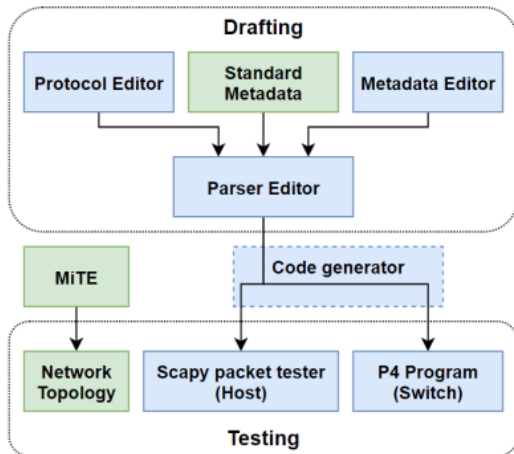 Drafting
Protocol Editor
Standard
Metadata
Metadata Editor
Parser Editor
MiTE
Code generator
Network
Topology
Scapy packet tester
(Host)
P4 Program
(Switch)
Testing